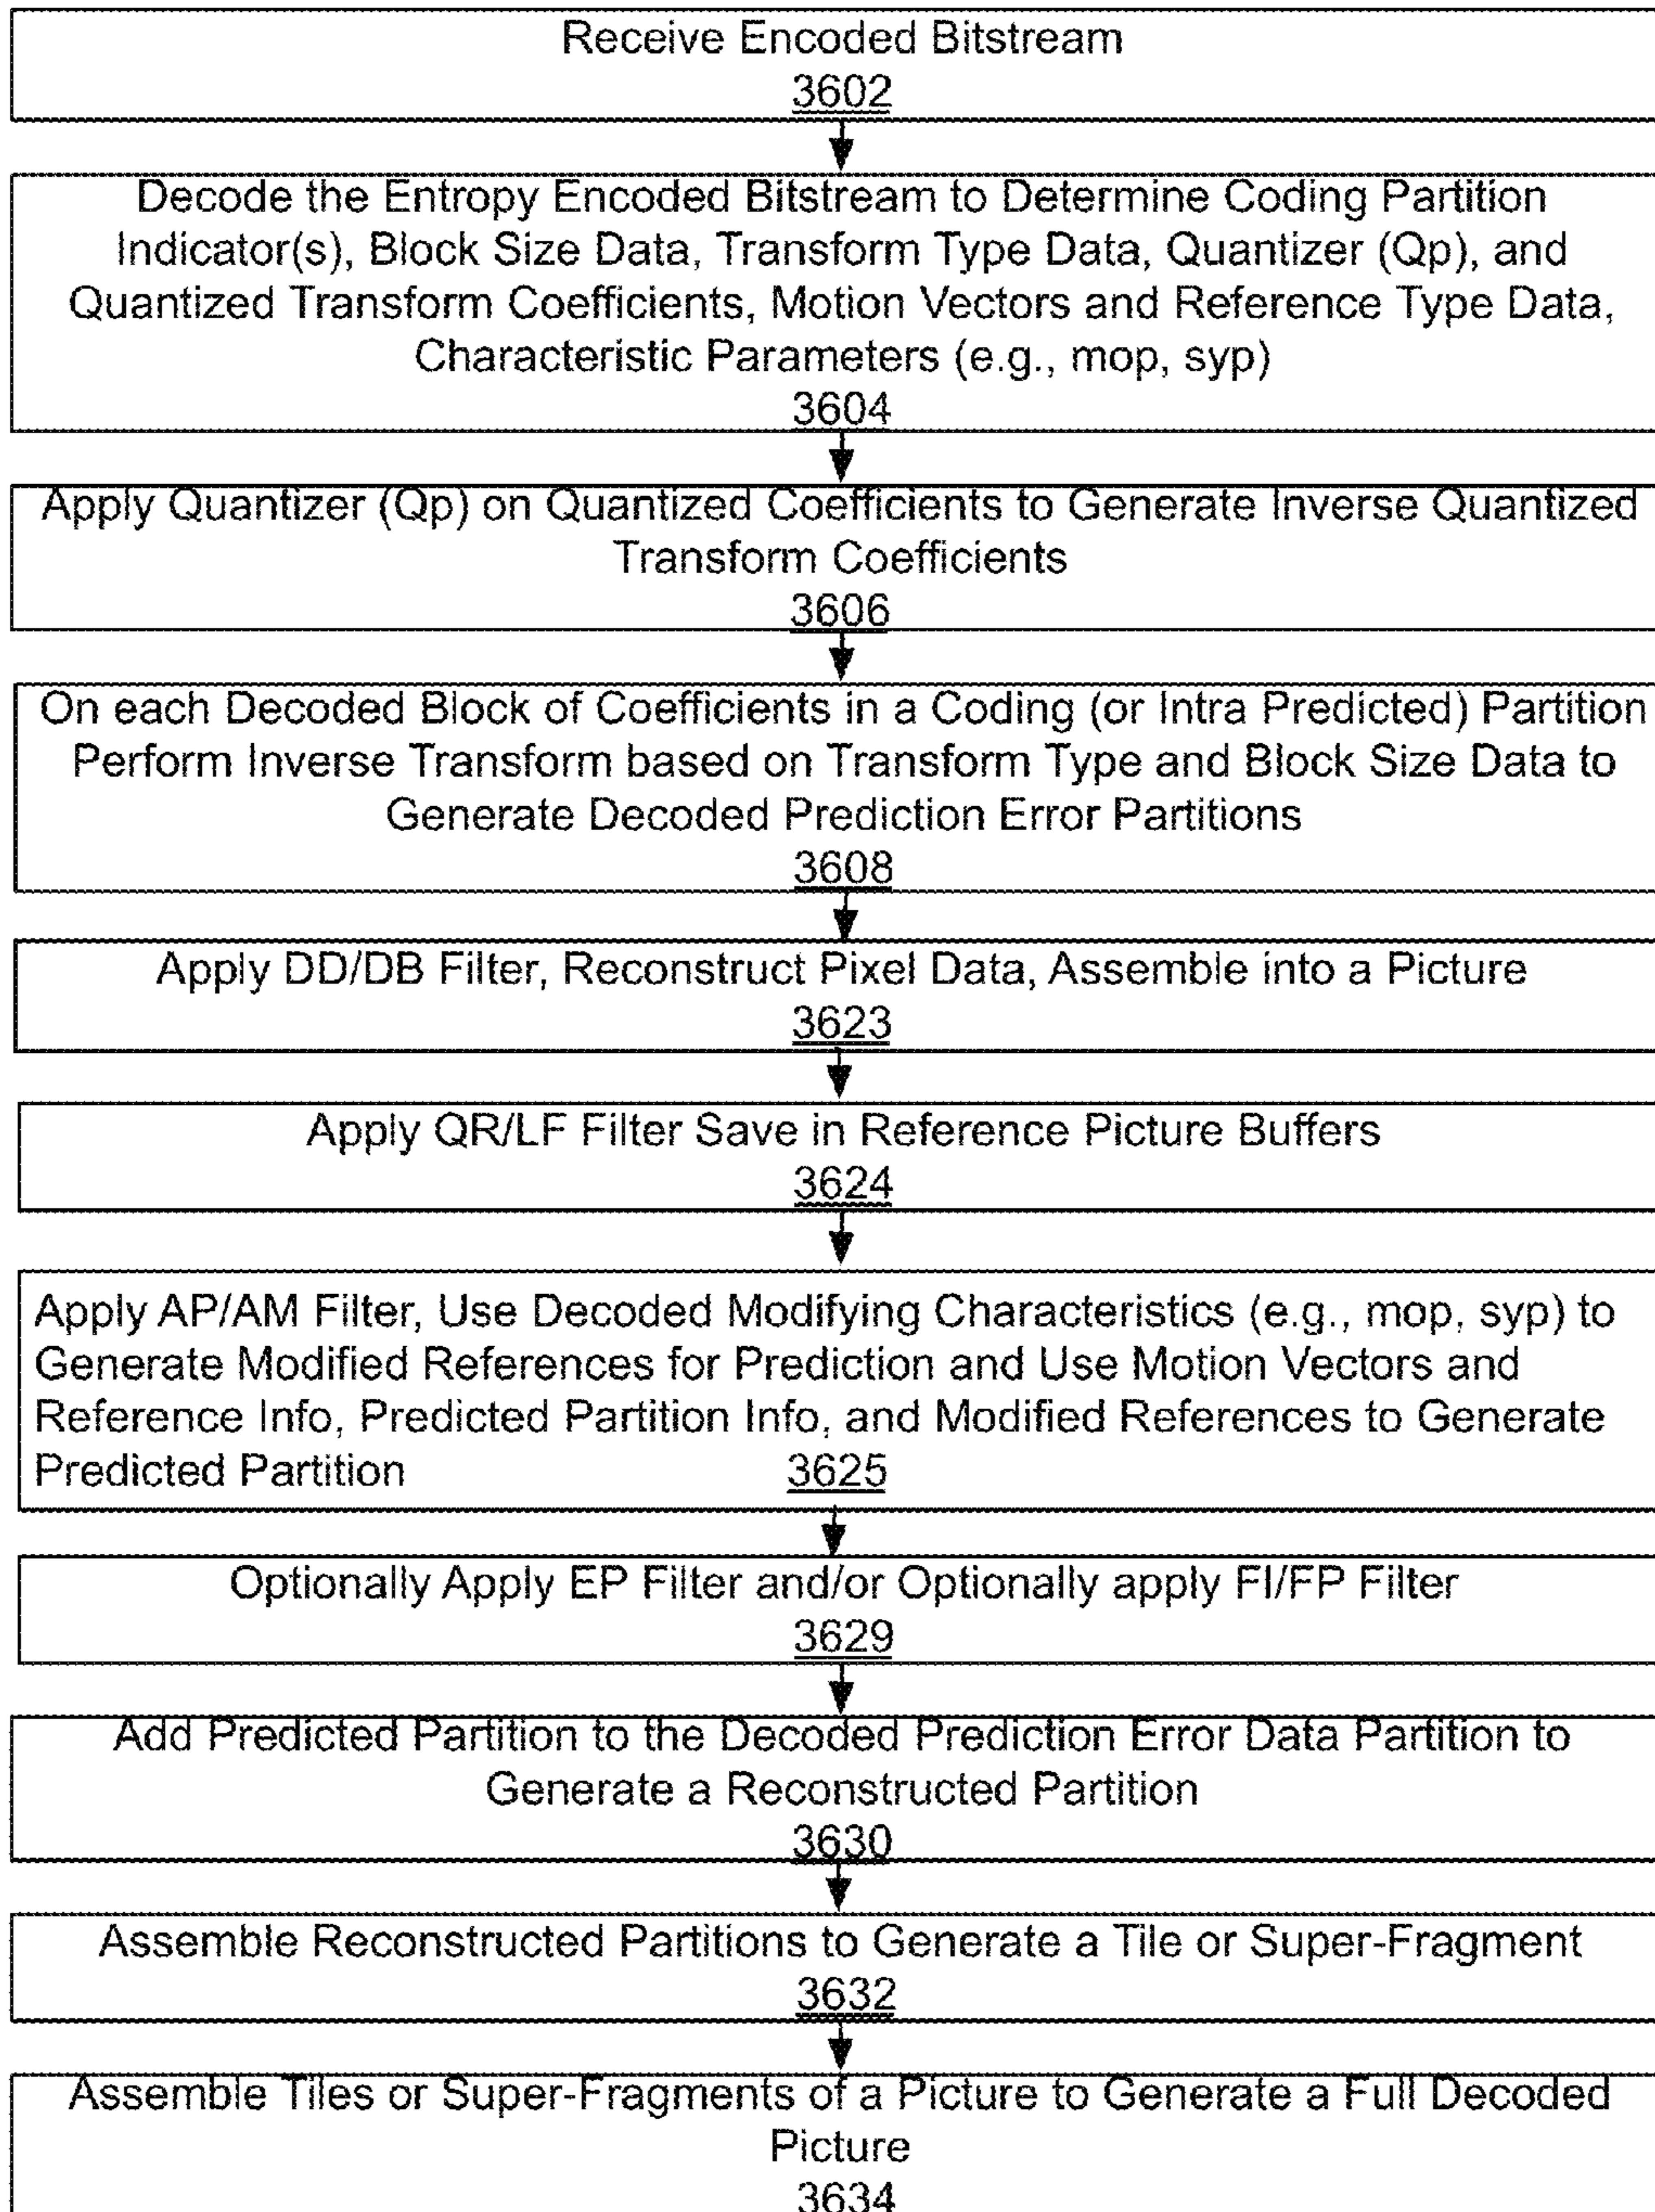 Receive Encoded Bitstream
3602
Decode the Entropy Encoded Bitstream to Determine Coding Partition
Indicator(s), Block Size Data, Transform Type Data, Quantizer (Qp), and
Quantized Transform Coefficients, Motion Vectors and Reference Type Data,
Characteristic Parameters (e.g., mop, syp)
3604
Apply Quantizer (Qp) on Quantized Coefficients to Generate Inverse Quantized
Transform Coefficients
3606
On each Decoded Block of Coefficients in a Coding (or Intra Predicted) Partition
Perform Inverse Transform based on Transform Type and Block Size Data to
Generate Decoded Prediction Error Partitions
3608
Apply DD/DB Filter, Reconstruct Pixel Data, Assemble into a Picture
3623
Apply QR/LF Filter Save in Reference Picture Buffers
3624
Apply AP/AM Filter, Use Decoded Modifying Characteristics (e.g., mop, syp) to
Generate Modified References for Prediction and Use Motion Vectors and
Reference Info, Predicted Partition Info, and Modified References to Generate
Predicted Partition 3625
Optionally Apply EP Filter and/or Optionally apply FI/FP Filter
3629
Add Predicted Partition to the Decoded Prediction Error Data Partition to
Generate a Reconstructed Partition
3630
Assemble Reconstructed Partitions to Generate a Tile or Super-Fragment
3632
Assemble Tiles or Super-Fragments of a Picture to Generate a Full Decoded
Picture
3634